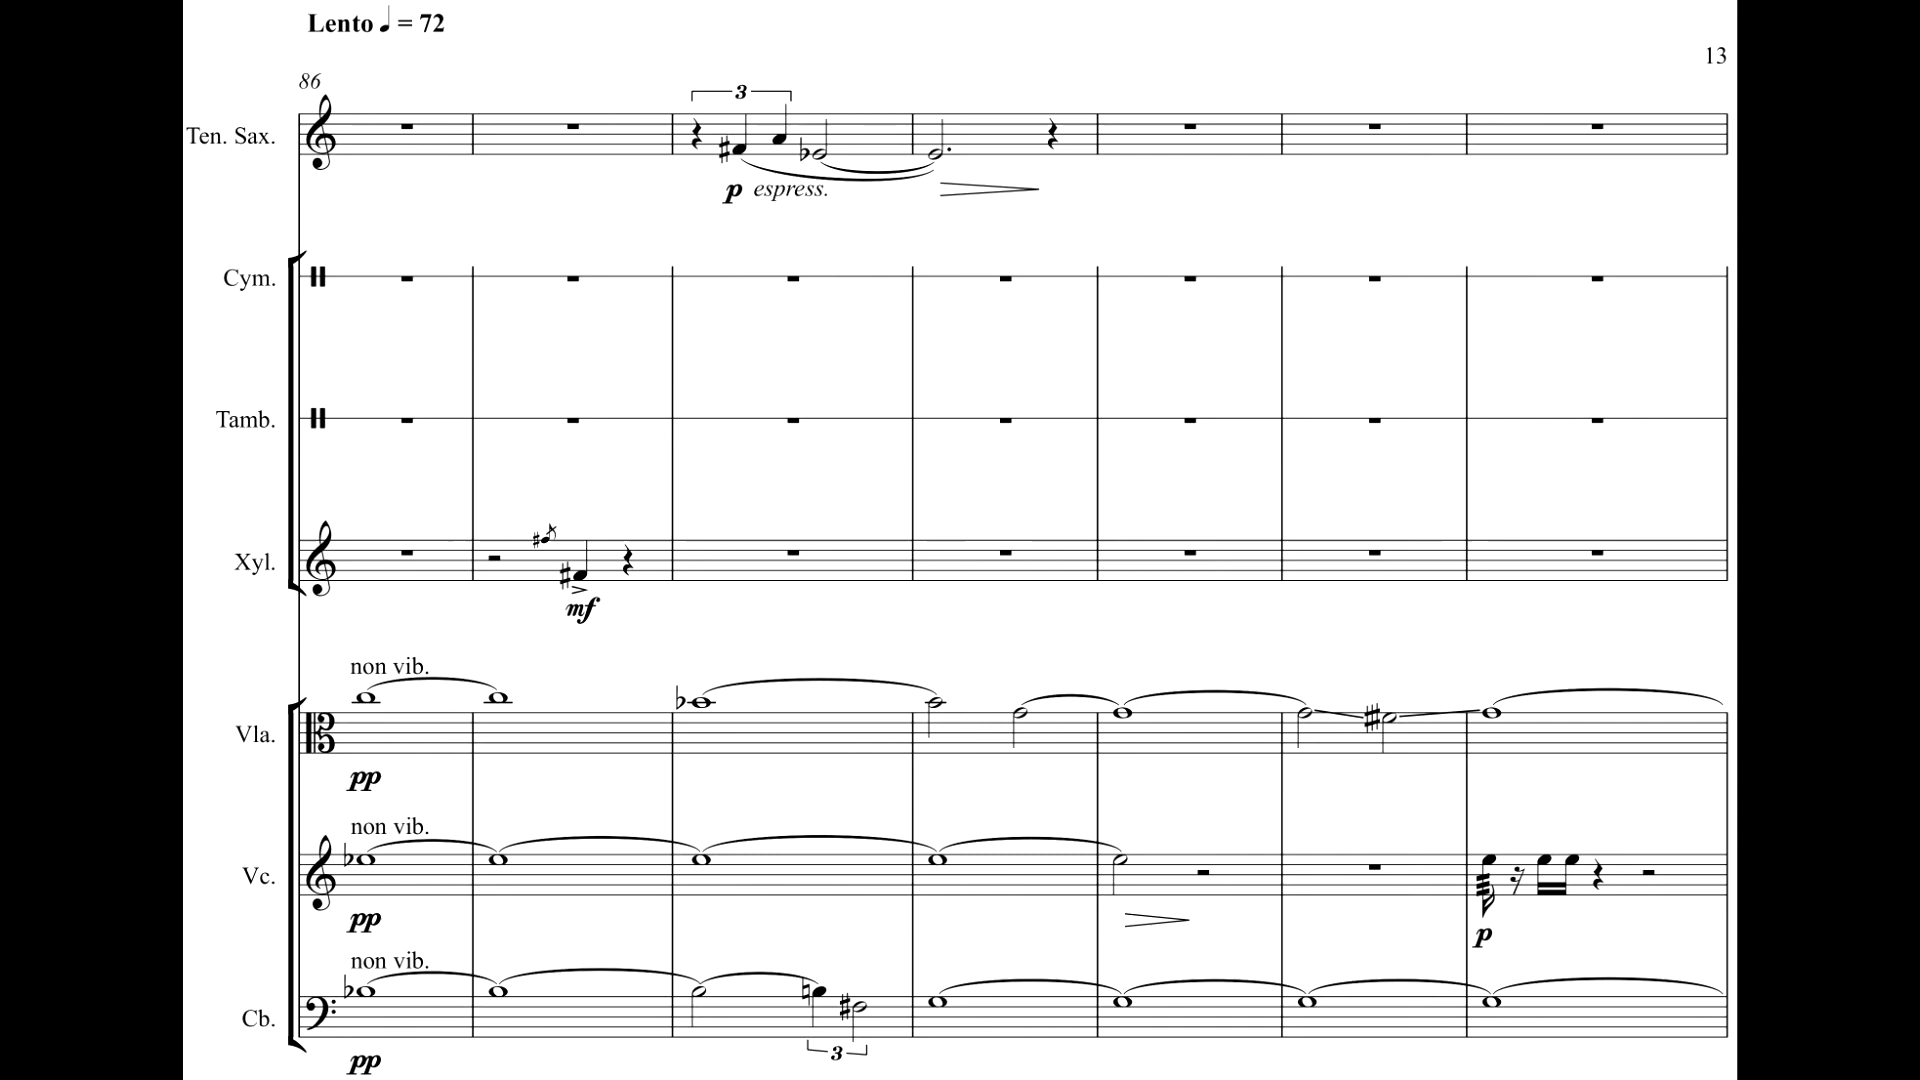 Lento ♩ = 72
13
86
3
Ten. Sax.
p espress.
Cym.
Tamb.
Xyl.
mf
non vib.
Vla.
pp
non vib.
Vc.
pp
p
non vib.
Cb.
3
pp